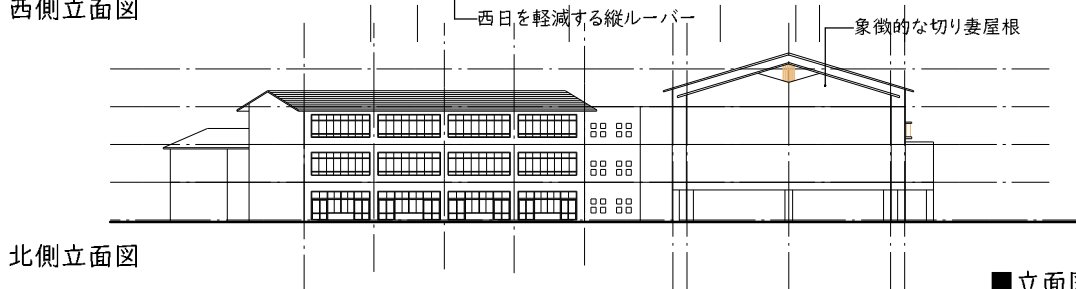 西側立面図
西日を軽減する縦ルーバー
象徴的な切り妻屋根
北側立面図
■立面図